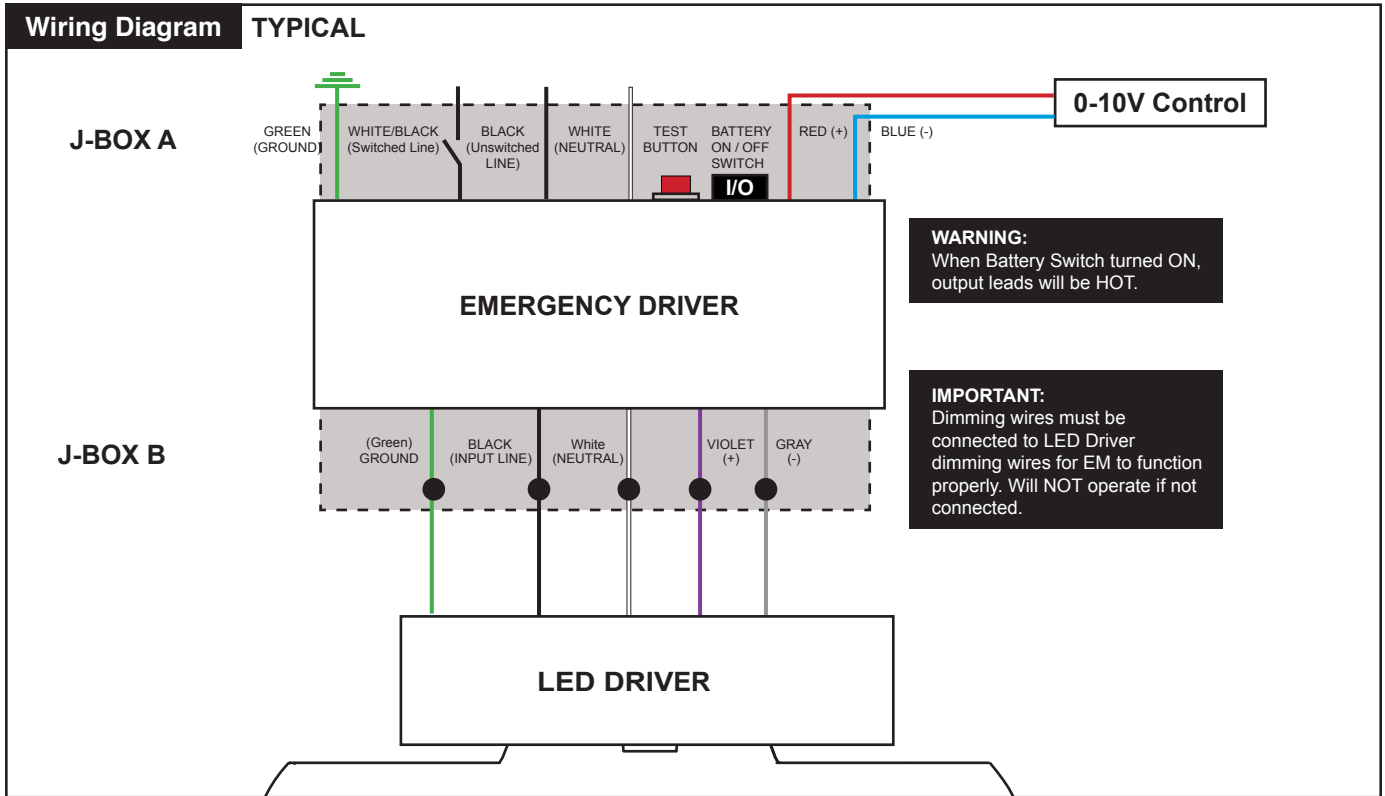 Wiring Diagram TYPICAL
0-10V Control
J-BOX A
GREEN
(GROUND)
WHITE/BLACK
(Switched Line)
BLACK
(Unswitched
LINE)
WHITE
(NEUTRAL)
TEST
BUTTON
BATTERY
ON / OFF
SWITCH
I/O
RED (+)
BLUE (-)
EMERGENCY DRIVER
WARNING:
When Battery Switch turned ON,
output leads will be HOT.
J-BOX B
(Green)
GROUND
BLACK
(INPUT LINE)
White
(NEUTRAL)
VIOLET
(+)
GRAY
(-)
IMPORTANT:
Dimming wires must be
connected to LED Driver
dimming wires for EM to function
properly. Will NOT operate if not
connected.
LED DRIVER